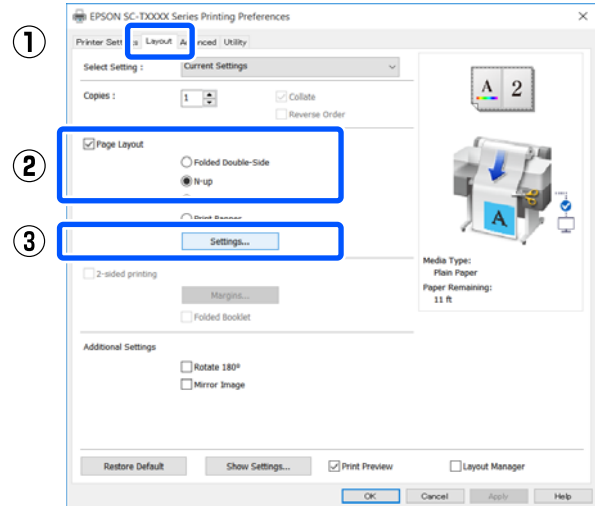 EPSON SC-TXXXX Series Printing Preferences
1
Layout
Utility
Select Setting :
Current Settings
Copies :
1
Collate
Reverse Order
2
Page Layout
Folded Double-Side
N-up
Print Banner
3
Settings...
2-sided printing
Margins...
Folded Booklet
Additional Settings
Rotate 180°
Mirror Image
A 2
A
Media Type:
Plain Paper
Paper Remaining:
11 ft
Restore Default
Show Settings...
Print Preview
Layout Manager
OK
Cancel
Apply
Help